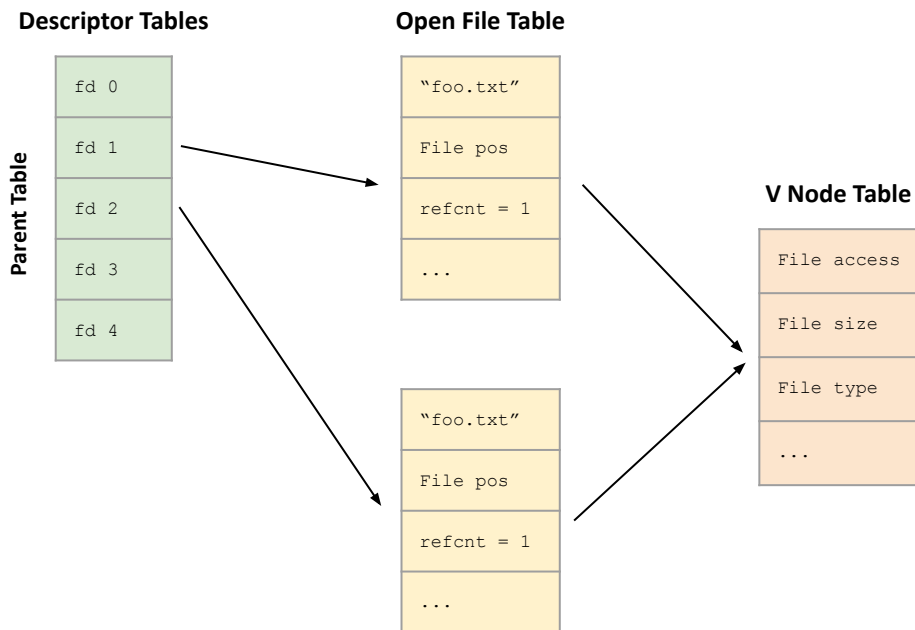 Descriptor Tables
Open File Table
Parent Table
fd 0
fd 1
fd 2
fd 3
fd 4
“foo.txt”
File pos
refcnt = 1
...
“foo.txt”
File pos
refcnt = 1
...
V Node Table
File access
File size
File type
...